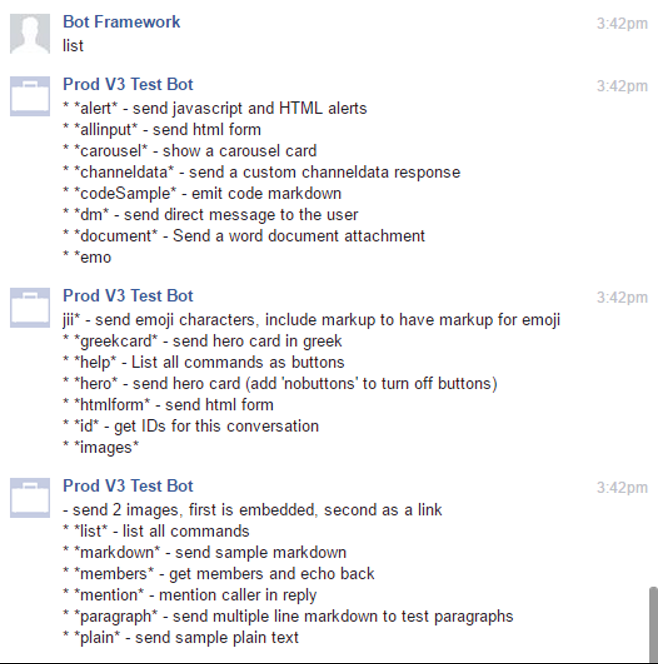 Bot Framework 3:42pm
list
Prod V3 Test Bot 3:42pm
* *alert* - send javascript and HTML alerts
* *allinput* - send html form
* *carousel* - show a carousel card
* *channeldata* - send a custom channeldata response
* *codeSample* - emit code markdown
* *dm* - send direct message to the user
* *document* - Send a word document attachment
* *emo
Prod V3 Test Bot 3:42pm
jii* - send emoji characters, include markup to have markup for emoji
* *greekcard* - send hero card in greek
* *help* - List all commands as buttons
* *hero* - send hero card (add 'nobuttons' to turn off buttons)
* *htmlform* - send html form
* *id* - get IDs for this conversation
* *images*
Prod V3 Test Bot 3:42pm
- send 2 images, first is embedded, second as a link
* *list* - list all commands
* *markdown* - send sample markdown
* *members* - get members and echo back
* *mention* - mention caller in reply
* *paragraph* - send multiple line markdown to test paragraphs
* *plain* - send sample plain text